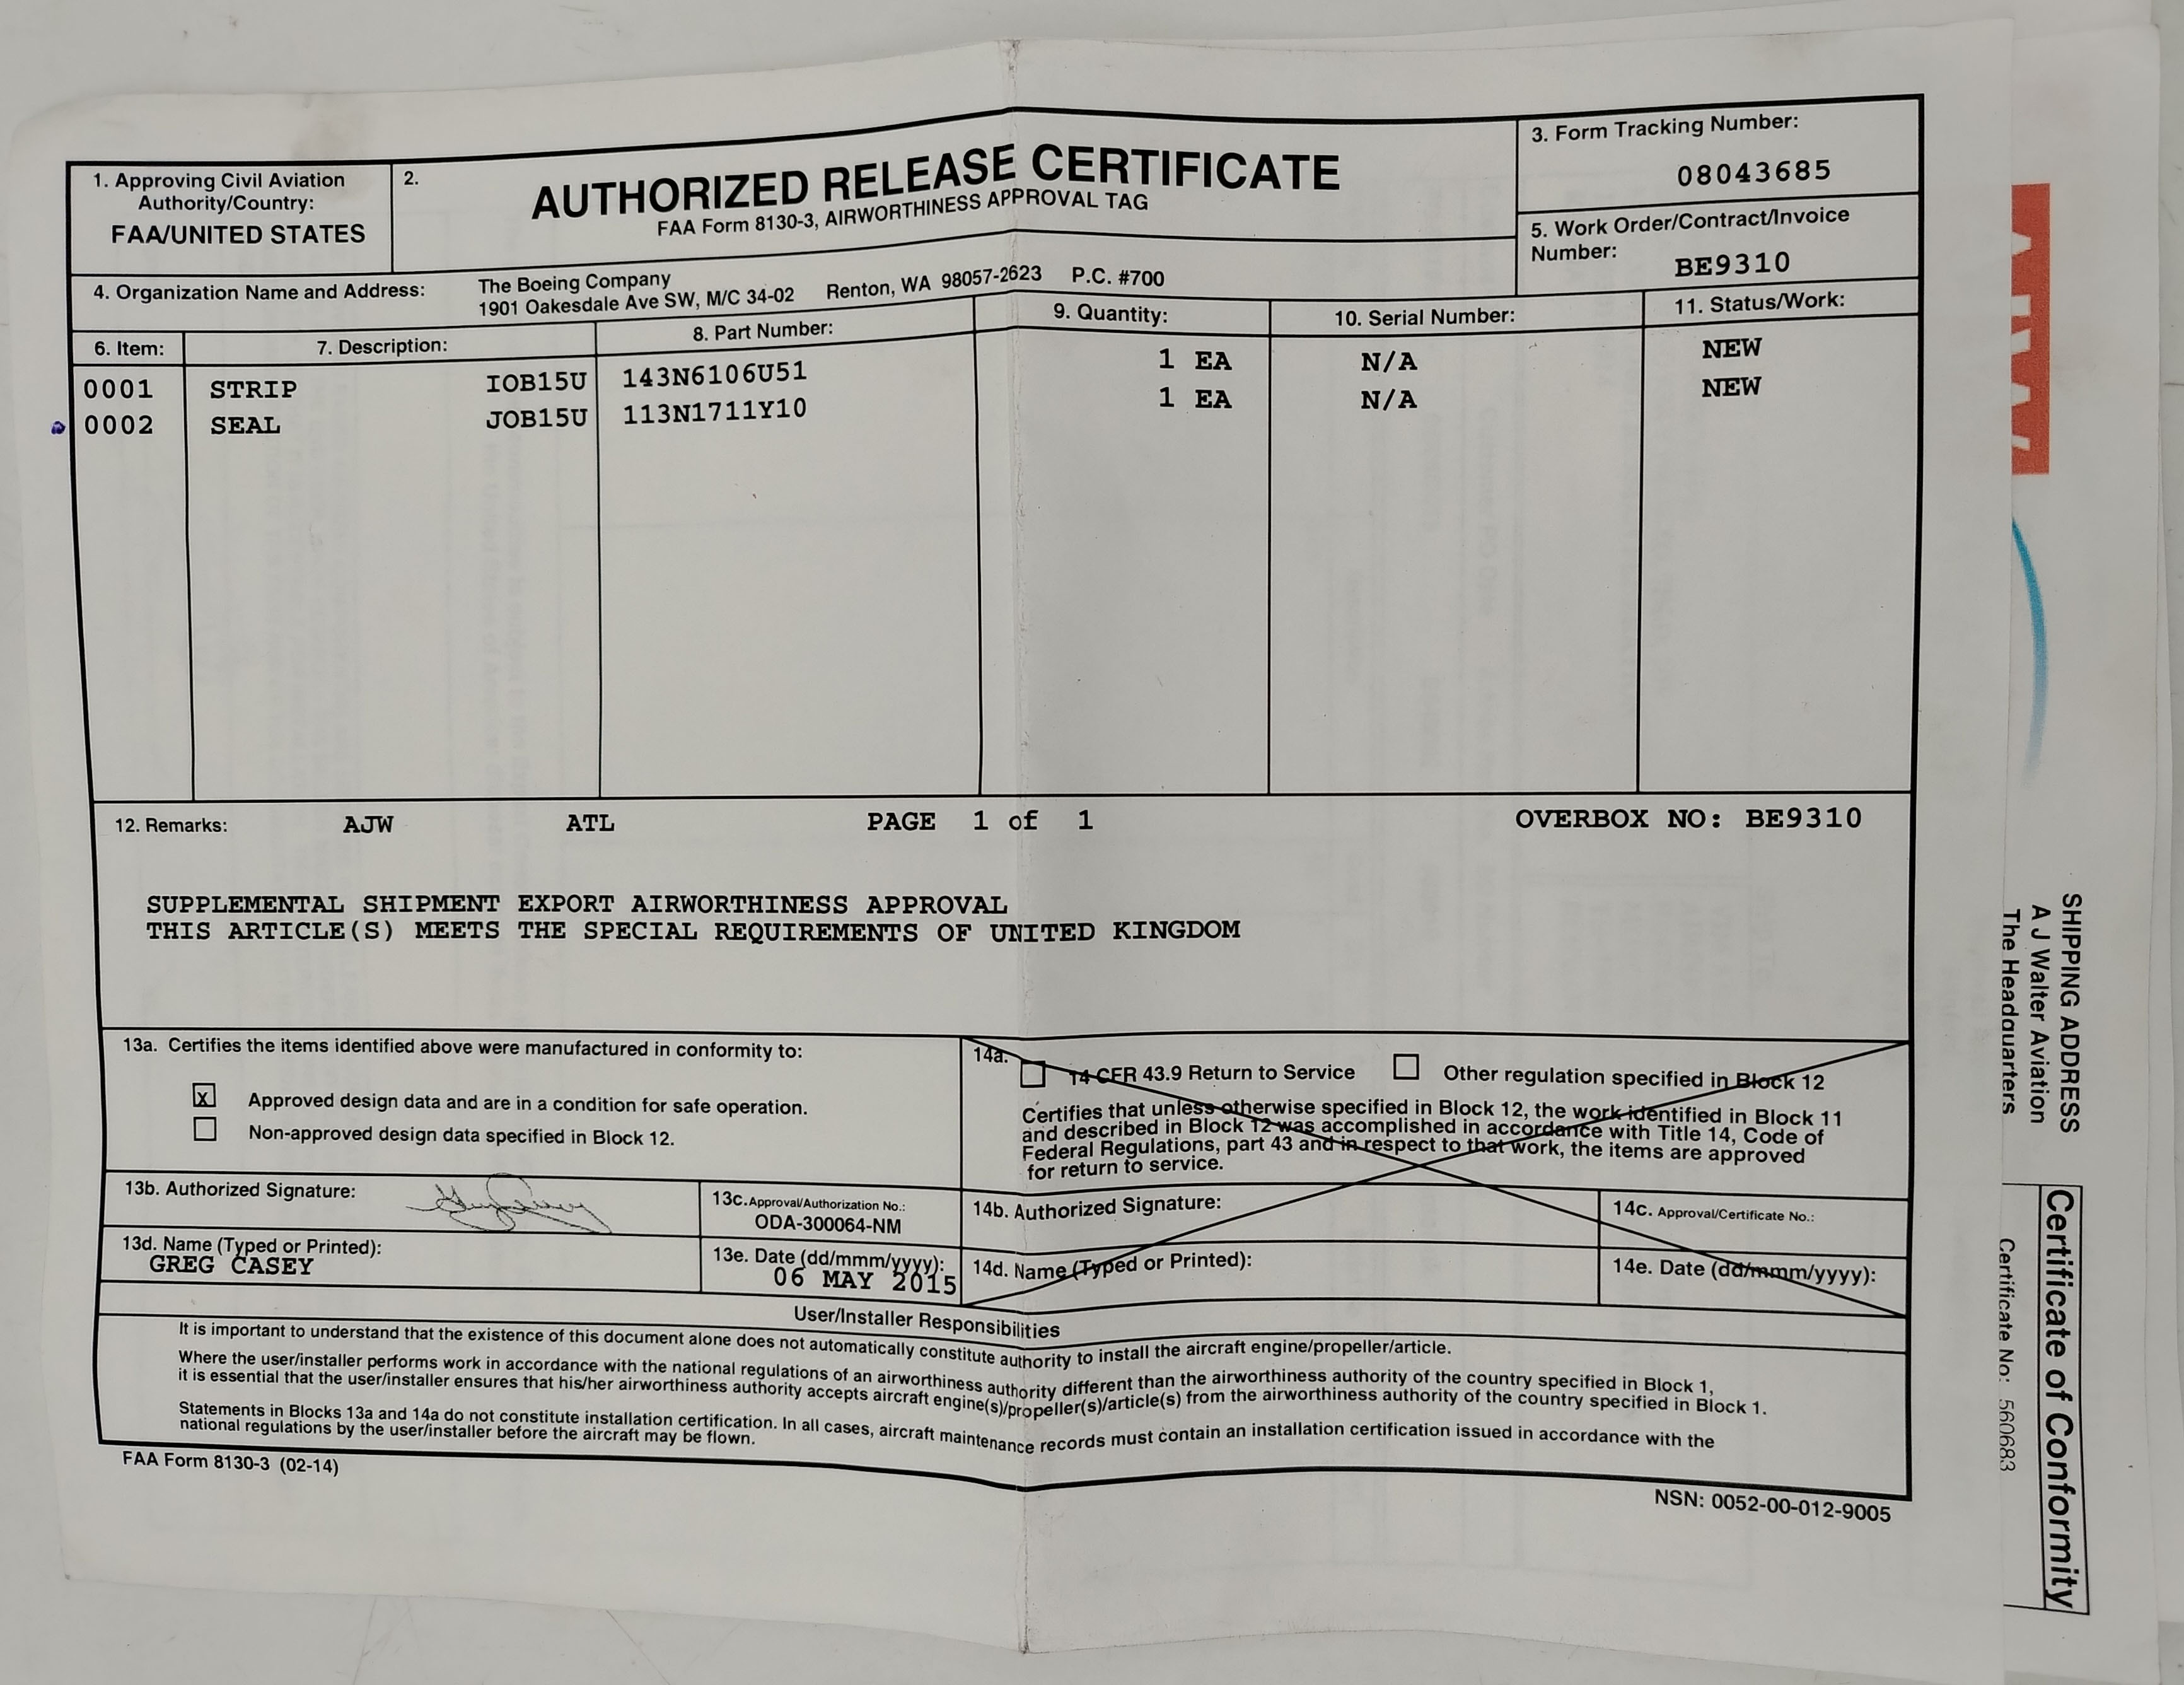 1. Approving Civil Aviation
Authority/Country:
FAA/UNITED STATES
2.
AUTHORIZED RELEASE CERTIFICATE
FAA Form 8130-3, AIRWORTHINESS APPROVAL TAG
3. Form Tracking Number:
08043685
4. Organization Name and Address:
The Boeing Company
1901 Oakesdale Ave SW, M/C 34-02 Renton, WA 98057-2623 P.C. #700
5. Work Order/Contract/Invoice
Number: BE9310
6. Item: 7. Description: 8. Part Number: 9. Quantity: 10. Serial Number: 11. Status/Work:
0001 STRIP IOB15U 143N6106U51 1 EA N/A NEW
0002 SEAL JOB15U 113N1711Y10 1 EA N/A NEW
12. Remarks: AJW ATL PAGE 1 of 1 OVERBOX NO: BE9310
SUPPLEMENTAL SHIPMENT EXPORT AIRWORTHINESS APPROVAL
THIS ARTICLE(S) MEETS THE SPECIAL REQUIREMENTS OF UNITED KINGDOM
13a. Certifies the items identified above were manufactured in conformity to:
x Approved design data and are in a condition for safe operation.
Non-approved design data specified in Block 12.
14a. 14 CFR 43.9 Return to Service Other regulation specified in Block 12
Certifies that unless otherwise specified in Block 12, the work identified in Block 11
and described in Block 12 was accomplished in accordance with Title 14, Code of
Federal Regulations, part 43 and in respect to that work, the items are approved
for return to service.
13b. Authorized Signature:
13c. Approval/Authorization No.:
ODA-300064-NM
14b. Authorized Signature:
14c. Approval/Certificate No.:
13d. Name (Typed or Printed):
GREG CASEY
13e. Date (dd/mmm/yyyy):
06 MAY 2015
14d. Name (Typed or Printed):
14e. Date (dd/mmm/yyyy):
User/Installer Responsibilities
It is important to understand that the existence of this document alone does not automatically constitute authority to install the aircraft engine/propeller/article.
Where the user/installer performs work in accordance with the national regulations of an airworthiness authority different than the airworthiness authority of the country specified in Block 1,
it is essential that the user/installer ensures that his/her airworthiness authority accepts aircraft engine(s)/propeller(s)/article(s) from the airworthiness authority of the country specified in Block 1.
Statements in Blocks 13a and 14a do not constitute installation certification. In all cases, aircraft maintenance records must contain an installation certification issued in accordance with the
national regulations by the user/installer before the aircraft may be flown.
FAA Form 8130-3 (02-14)
NSN: 0052-00-012-9005
SHIPPING ADDRESS
A J Walter Aviation
The Headquarters
Certificate of Conformity
Certificate No: 560683